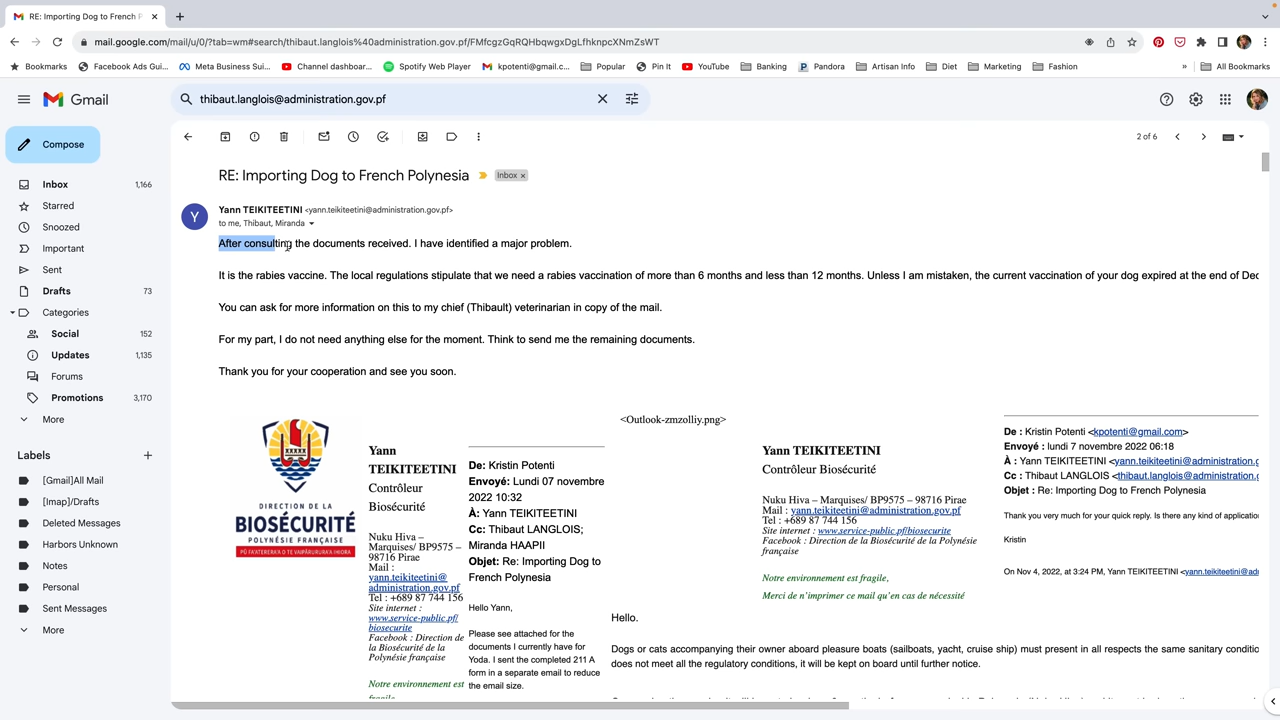 RE: Importing Dog to French P
mail.google.com/mail/u/0/?tab=wm#search/thibaut.langlois%40administration.gov.pf/FMfcgzGqRQHbqwgxDgLfhknpcXNmZsWT
Bookmarks
Facebook Ads Gui...
Meta Business Sui...
Channel dashboar...
Spotify Web Player
kpotenti@gmail.c...
Popular
Pin It
YouTube
Banking
Pandora
Artisan Info
Diet
Marketing
Fashion
»
All Bookmarks
Gmail
thibaut.langlois@administration.gov.pf
Compose
2 of 6
Inbox 1,166
Starred
Snoozed
Important
Sent
Drafts 73
Categories
Social 152
Updates 1,135
Forums
Promotions 3,170
More
Labels
[Gmail]All Mail
[Imap]/Drafts
Deleted Messages
Harbors Unknown
Notes
Personal
Sent Messages
More
RE: Importing Dog to French Polynesia
Inbox x
Y
Yann TEIKITEETINI <yann.teikiteetini@administration.gov.pf>
to me, Thibaut, Miranda
After consulting the documents received. I have identified a major problem.
It is the rabies vaccine. The local regulations stipulate that we need a rabies vaccination of more than 6 months and less than 12 months. Unless I am mistaken, the current vaccination of your dog expired at the end of Dec
You can ask for more information on this to my chief (Thibault) veterinarian in copy of the mail.
For my part, I do not need anything else for the moment. Think to send me the remaining documents.
Thank you for your cooperation and see you soon.
DIRECTION DE LA
BIOSÉCURITÉ
POLYNÉSIE FRANÇAISE
Yann
TEIKITEETINI
Contrôleur
Biosécurité
Nuku Hiva –
Marquises/ BP9575 –
98716 Pirae
Mail :
yann.teikiteetini@
administration.gov.pf
Tel : +689 87 744 156
Site internet :
www.service-public.pf/
biosecurite
Facebook : Direction de
la Biosécurité de la
Polynésie française
Notre environnement est
fragile,
De: Kristin Potenti
Envoyé: Lundi 07 novembre
2022 10:32
À: Yann TEIKITEETINI
Cc: Thibaut LANGLOIS;
Miranda HAAPII
Objet: Re: Importing Dog to
French Polynesia
Hello Yann,
Please see attached for the
documents I currently have for
Yoda. I sent the completed 211 A
form in a separate email to reduce
the email size.
<Outlook-zmzolliy.png>
Yann TEIKITEETINI
Contrôleur Biosécurité
Nuku Hiva – Marquises/ BP9575 – 98716 Pirae
Mail : yann.teikiteetini@administration.gov.pf
Tel : +689 87 744 156
Site internet : www.service-public.pf/biosecurite
Facebook : Direction de la Biosécurité de la Polynésie
française
Notre environnement est fragile,
Merci de n'imprimer ce mail qu'en cas de nécessité
Hello.
Dogs or cats accompanying their owner aboard pleasure boats (sailboats, yacht, cruise ship) must present in all respects the same sanitary conditio
does not meet all the regulatory conditions, it will be kept on board until further notice.
De : Kristin Potenti <kpotenti@gmail.com>
Envoyé : lundi 7 novembre 2022 06:18
À : Yann TEIKITEETINI <yann.teikiteetini@administration.g
Cc : Thibaut LANGLOIS <thibaut.langlois@administration.g
Objet : Re: Importing Dog to French Polynesia
Thank you very much for your quick reply. Is there any kind of application
Kristin
On Nov 4, 2022, at 3:24 PM, Yann TEIKITEETINI <yann.teikiteetini@ad